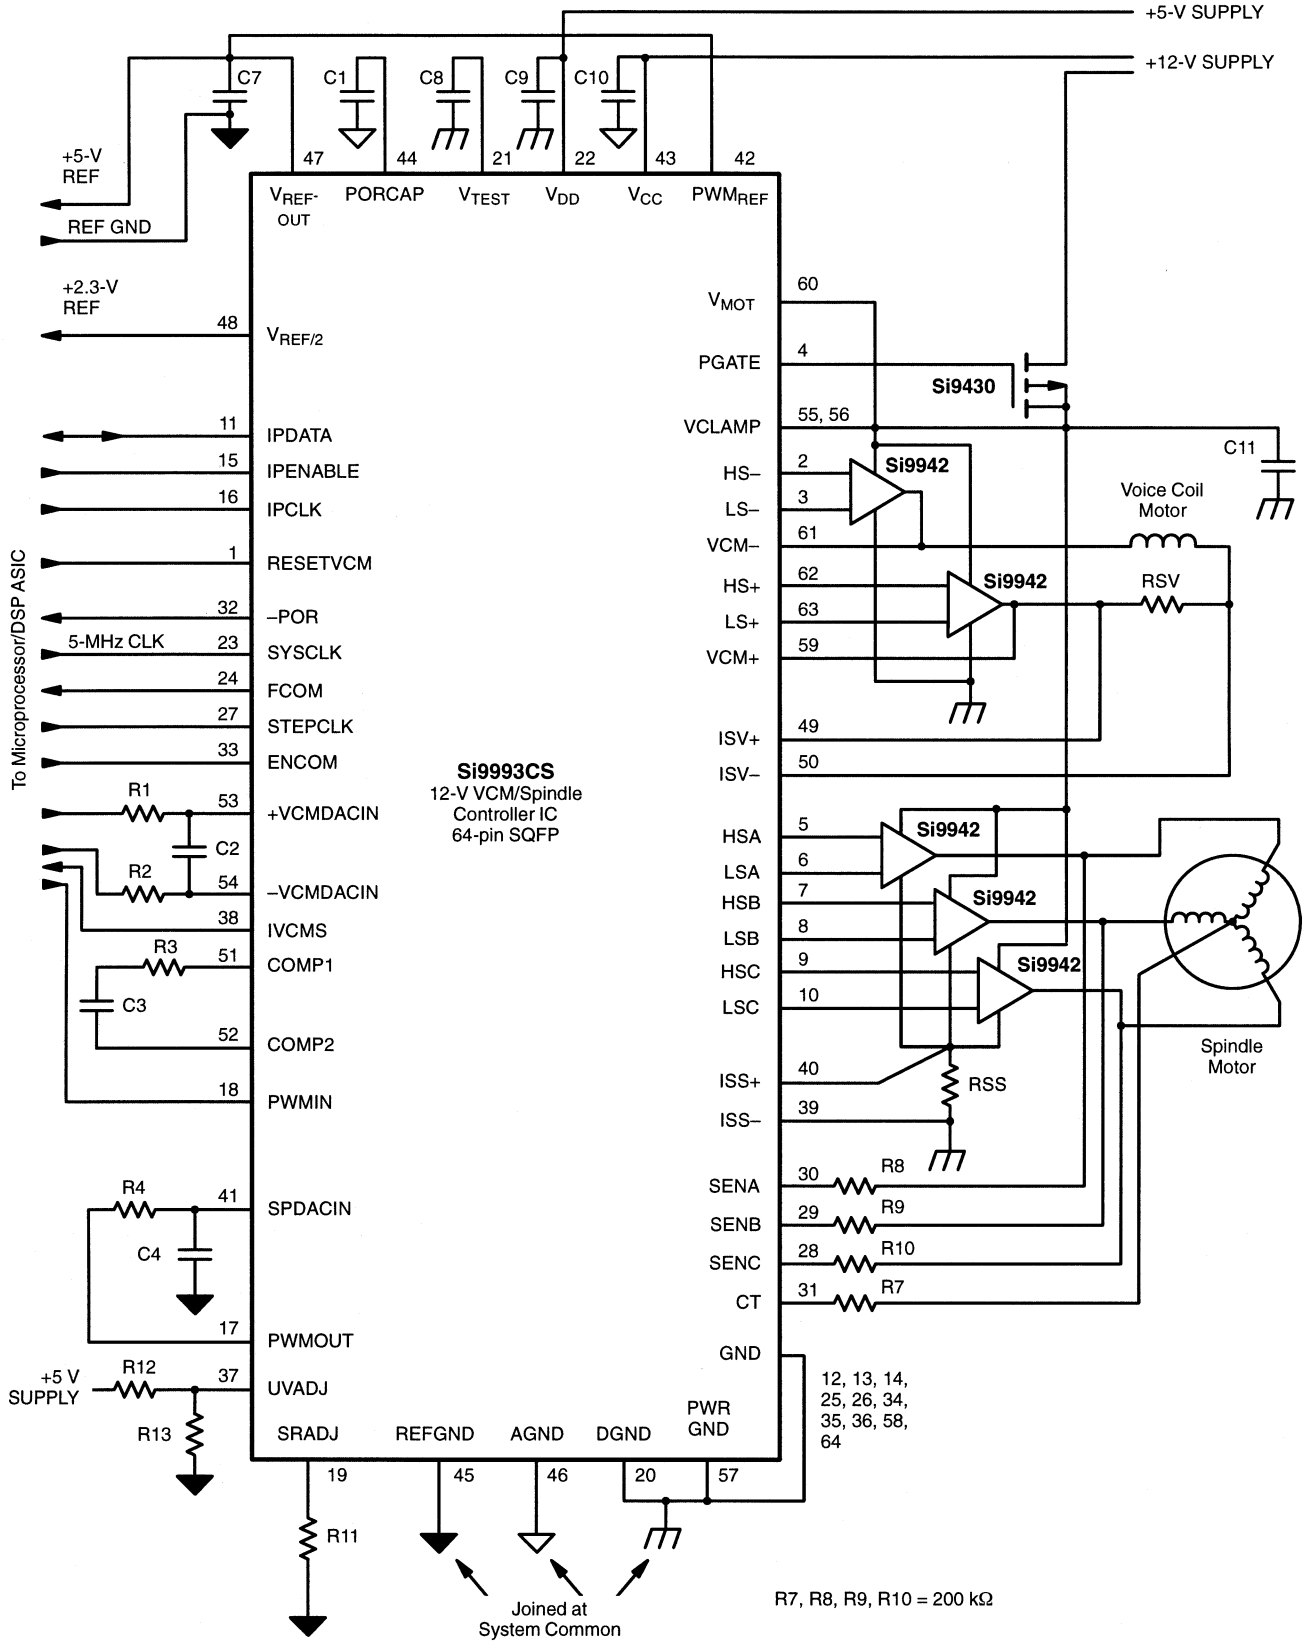 +5-V SUPPLY
+12-V SUPPLY
C7
C1
C8
C9
C10
+5-V
REF
REF GND
47
44
21
22
43
42
VREF-
OUT
PORCAP
VTEST
VDD
VCC
PWMREF
+2.3-V
REF
48
VREF/2
11
IPDATA
15
IPENABLE
16
IPCLK
1
RESETVCM
32
–POR
5-MHz CLK
23
SYSCLK
24
FCOM
27
STEPCLK
33
ENCOM
To Microprocessor/DSP ASIC
R1
53
+VCMDACIN
C2
R2
54
–VCMDACIN
38
IVCMS
R3
51
COMP1
C3
52
COMP2
18
PWMIN
R4
41
SPDACIN
C4
17
PWMOUT
+5 V
SUPPLY
R12
37
UVADJ
R13
Si9993CS
12-V VCM/Spindle
Controller IC
64-pin SQFP
VMOT
60
PGATE
4
Si9430
VCLAMP
55, 56
C11
HS–
2
Si9942
LS–
3
Voice Coil
Motor
VCM–
61
HS+
62
Si9942
RSV
LS+
63
VCM+
59
ISV+
49
ISV–
50
HSA
5
Si9942
LSA
6
HSB
7
Si9942
LSB
8
HSC
9
Si9942
LSC
10
Spindle
Motor
ISS+
40
RSS
ISS–
39
SENA
30
R8
SENB
29
R9
SENC
28
R10
CT
31
R7
GND
12, 13, 14,
25, 26, 34,
35, 36, 58,
64
SRADJ
REFGND
AGND
DGND
PWR
GND
19
45
46
20
57
R11
Joined at
System Common
R7, R8, R9, R10 = 200 kΩ